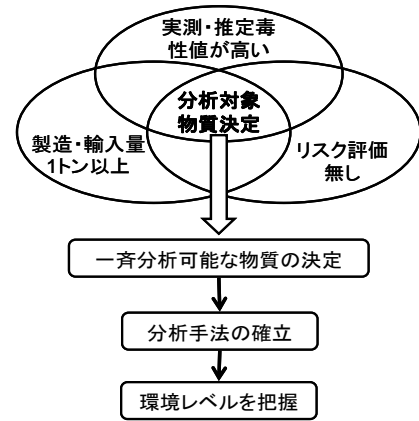 実測・推定毒
性値が高い
分析対象
物質決定
製造・輸入量
1トン以上
リスク評価
無し
一斉分析可能な物質の決定
分析手法の確立
環境レベルを把握